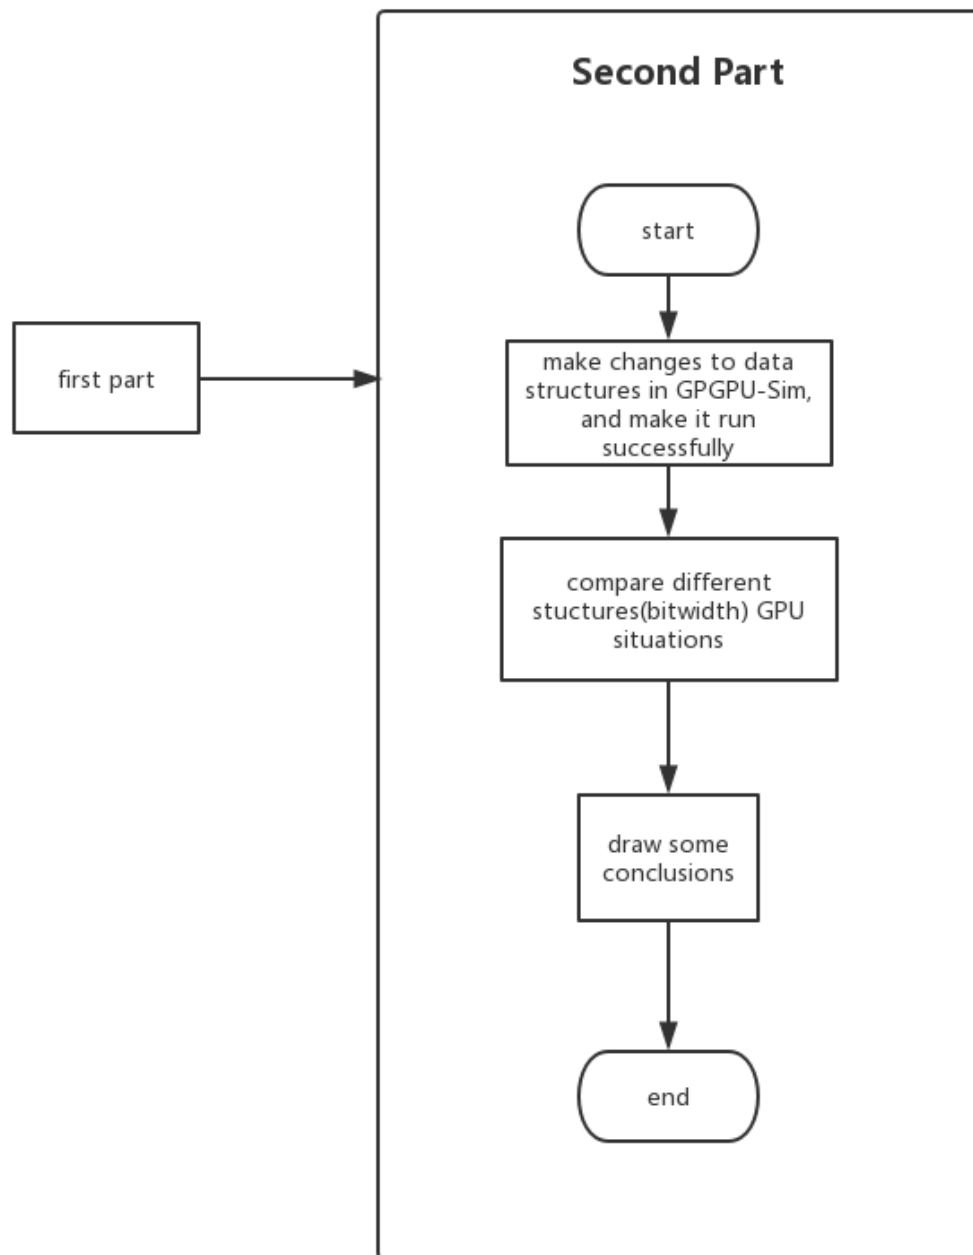 Second Part
start
first part
make changes to data
structures in GPGPU-Sim,
and make it run
successfully
compare different
stuctures(bitwidth) GPU
situations
draw some
conclusions
end